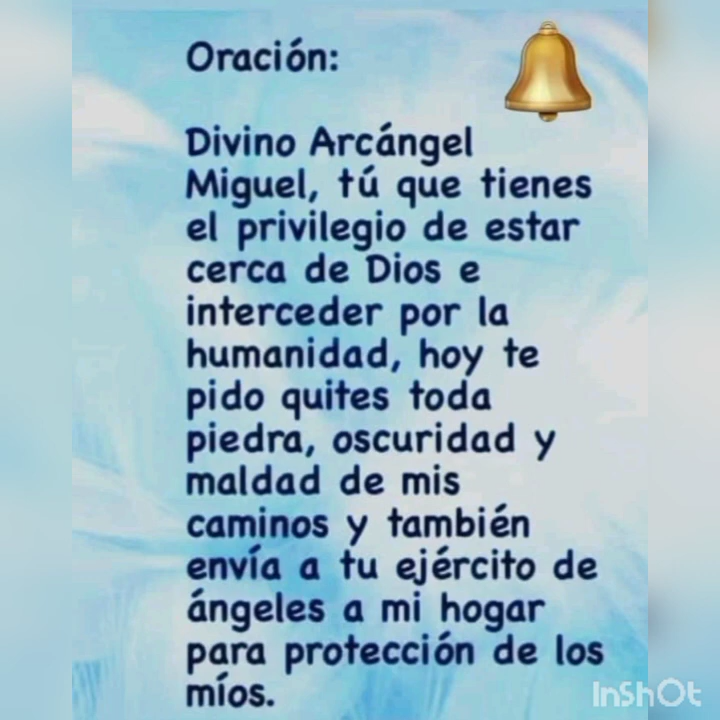 Oración:
Divino Arcángel
Miguel, tú que tienes
el privilegio de estar
cerca de Dios e
interceder por la
humanidad, hoy te
pido quites toda
piedra, oscuridad y
maldad de mis
caminos y también
envía a tu ejército de
ángeles a mi hogar
para protección de los
míos.
InShOt